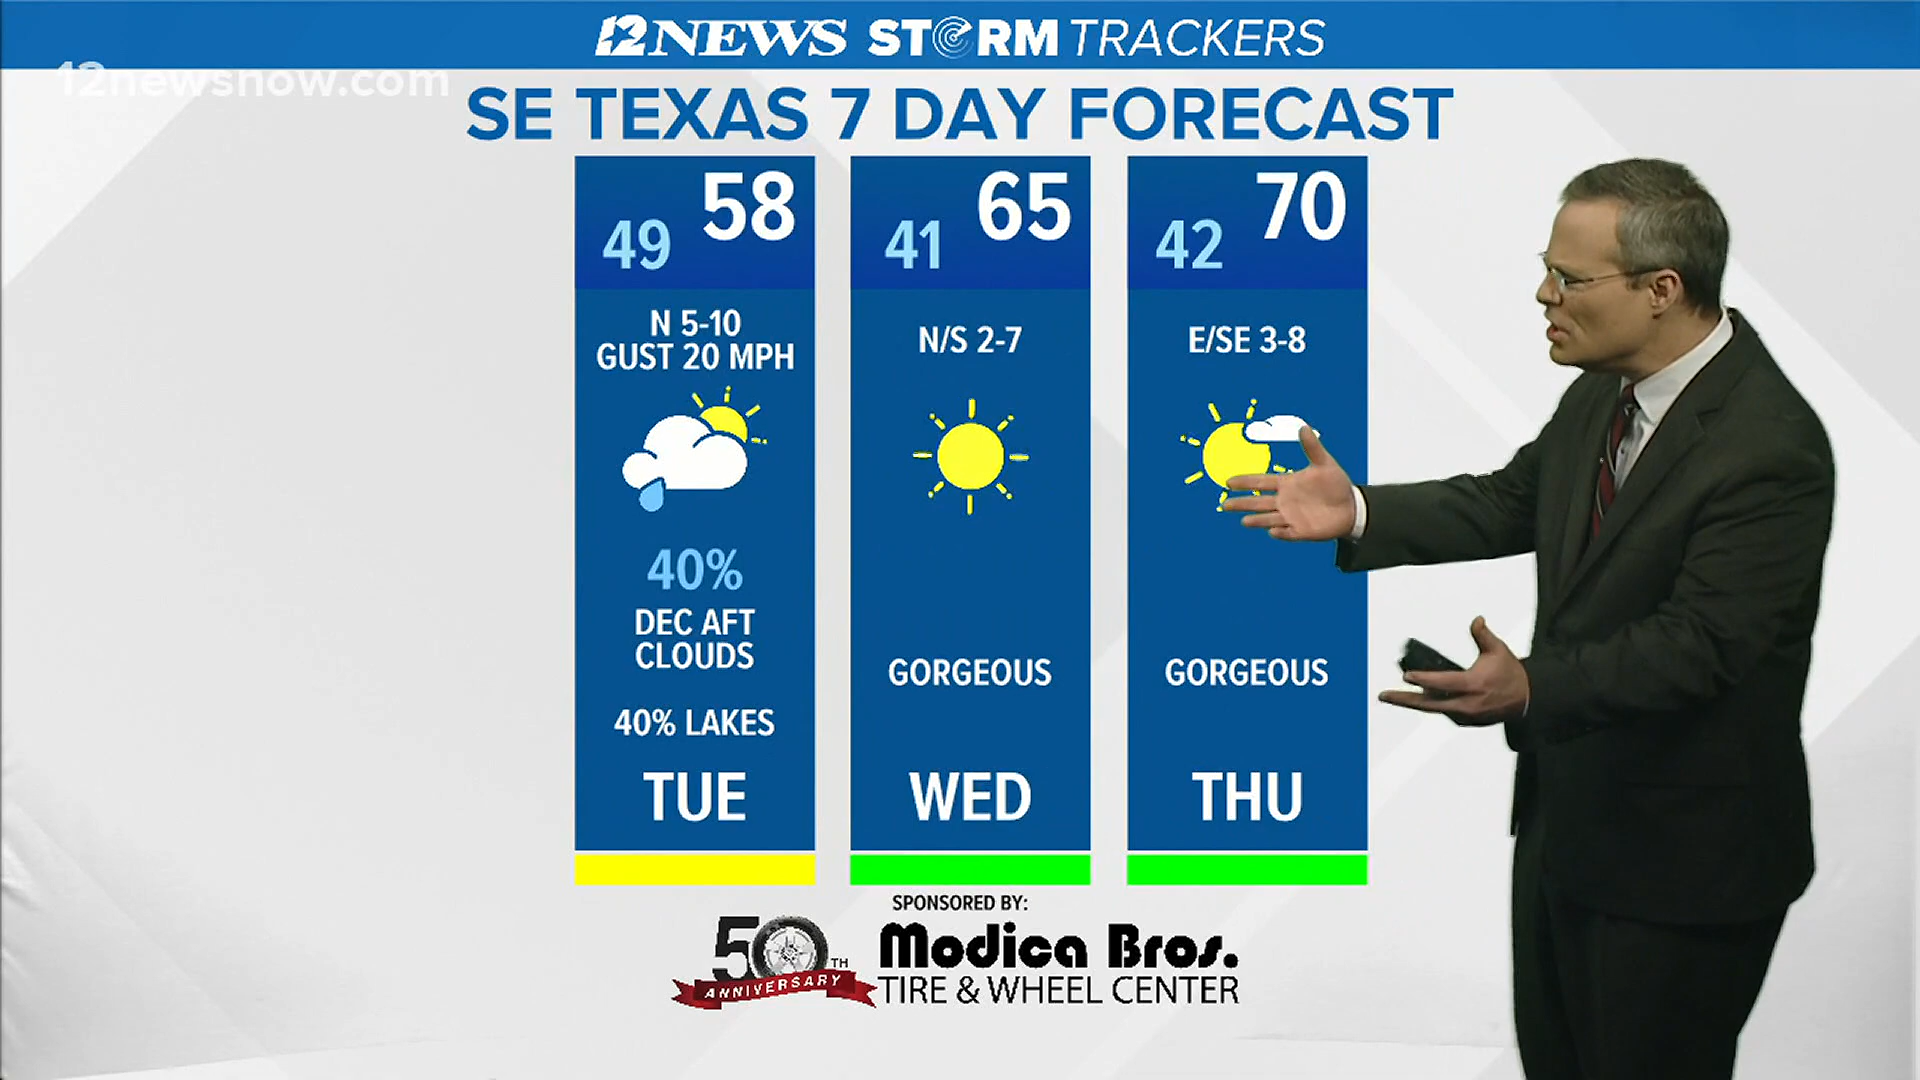 12NEWS STORM TRACKERS
12newsnow.com
SE TEXAS 7 DAY FORECAST
49 58
N 5-10
GUST 20 MPH
40%
DEC AFT
CLOUDS
40% LAKES
TUE
41 65
N/S 2-7
GORGEOUS
WED
42 70
E/SE 3-8
GORGEOUS
THU
SPONSORED BY:
50TH
ANNIVERSARY
Modica Bros.
TIRE & WHEEL CENTER